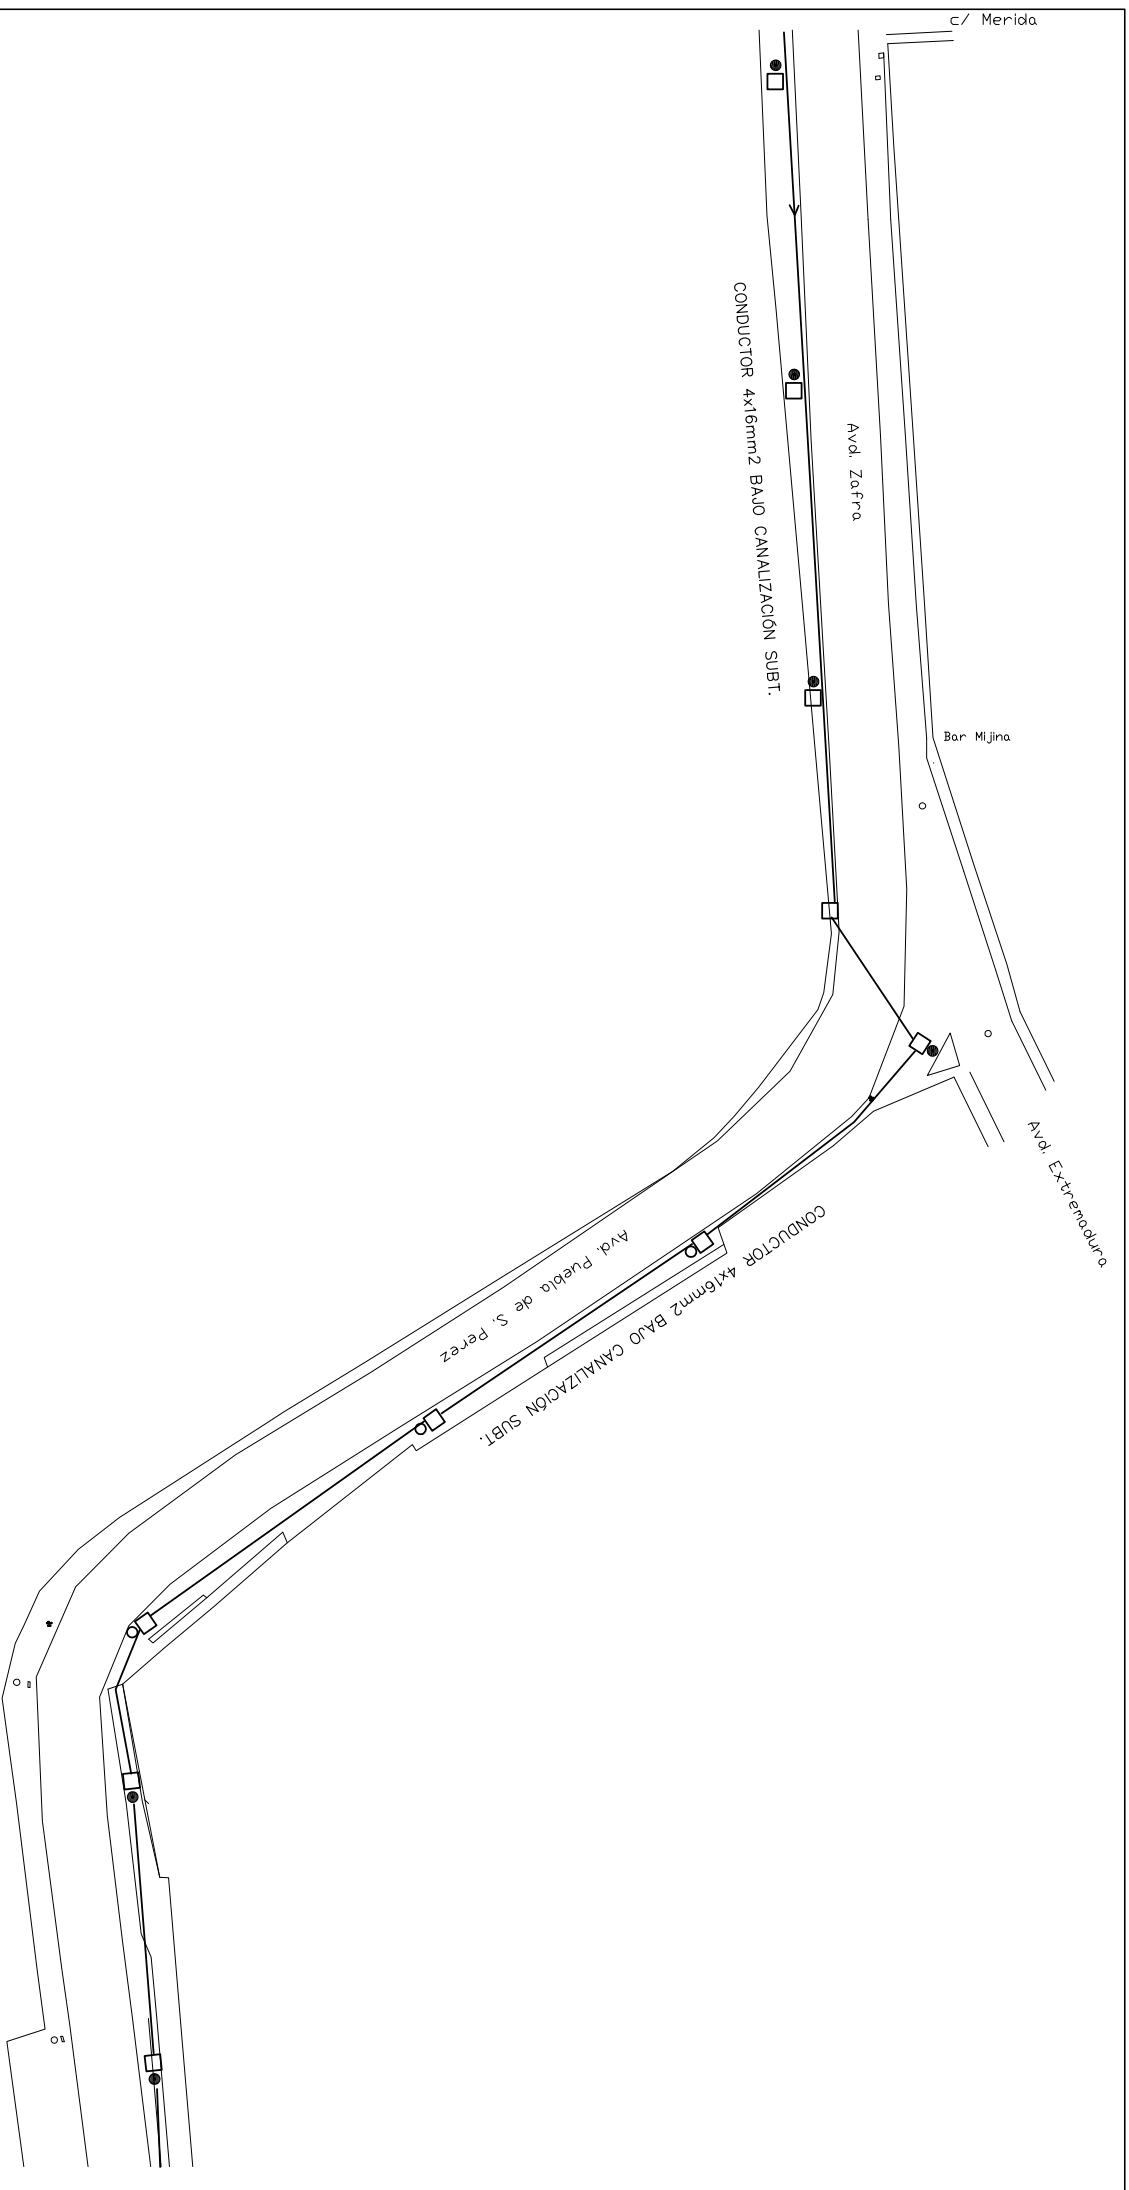 c/ Merida
CONDUCTOR 4x16mm2 BAJO CANALIZACIÓN SUBT.
Avd. Zafra
Bar Mijina
Avd. Extremadura
Avd. Puebla de S. Perez
CONDUCTOR 4x16mm2 BAJO CANALIZACIÓN SUBT.